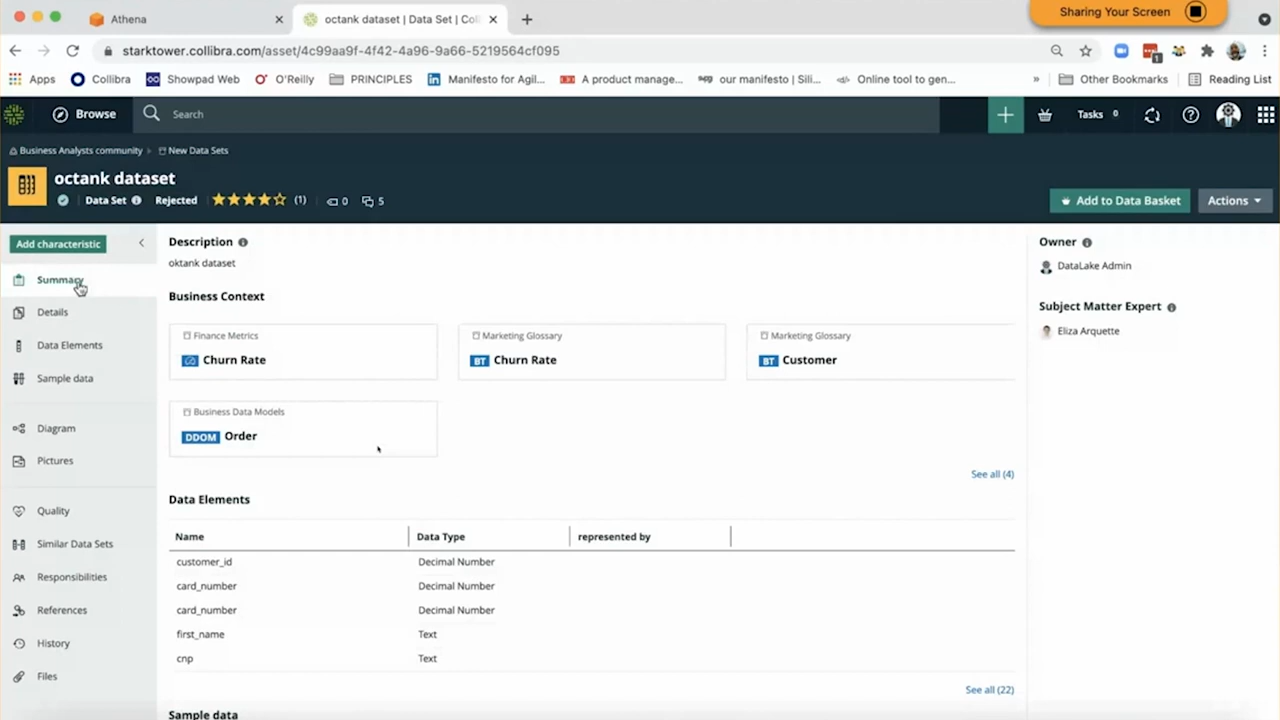 Athena
octank dataset | Data Set | Coll
Sharing Your Screen
starktower.collibra.com/asset/4c99aa9f-4f42-4a96-9a66-5219564cf095
1
Apps Collibra Showpad Web O'Reilly PRINCIPLES Manifesto for Agil... A product manage... our manifesto | Sili... Online tool to gen... » Other Bookmarks Reading List
Browse Search Tasks 0
Business Analysts community New Data Sets
octank dataset
Data Set Rejected (1) 0 5
Add to Data Basket Actions
Add characteristic
Summary
Details
Data Elements
Sample data
Diagram
Pictures
Quality
Similar Data Sets
Responsibilities
References
History
Files
Description
oktank dataset
Business Context
Finance Metrics
Churn Rate
Marketing Glossary
BT Churn Rate
Marketing Glossary
BT Customer
Business Data Models
DDOM Order
See all (4)
Data Elements
Name Data Type represented by
customer_id Decimal Number
card_number Decimal Number
card_number Decimal Number
first_name Text
cnp Text
See all (22)
Sample data
Owner
DataLake Admin
Subject Matter Expert
Eliza Arquette